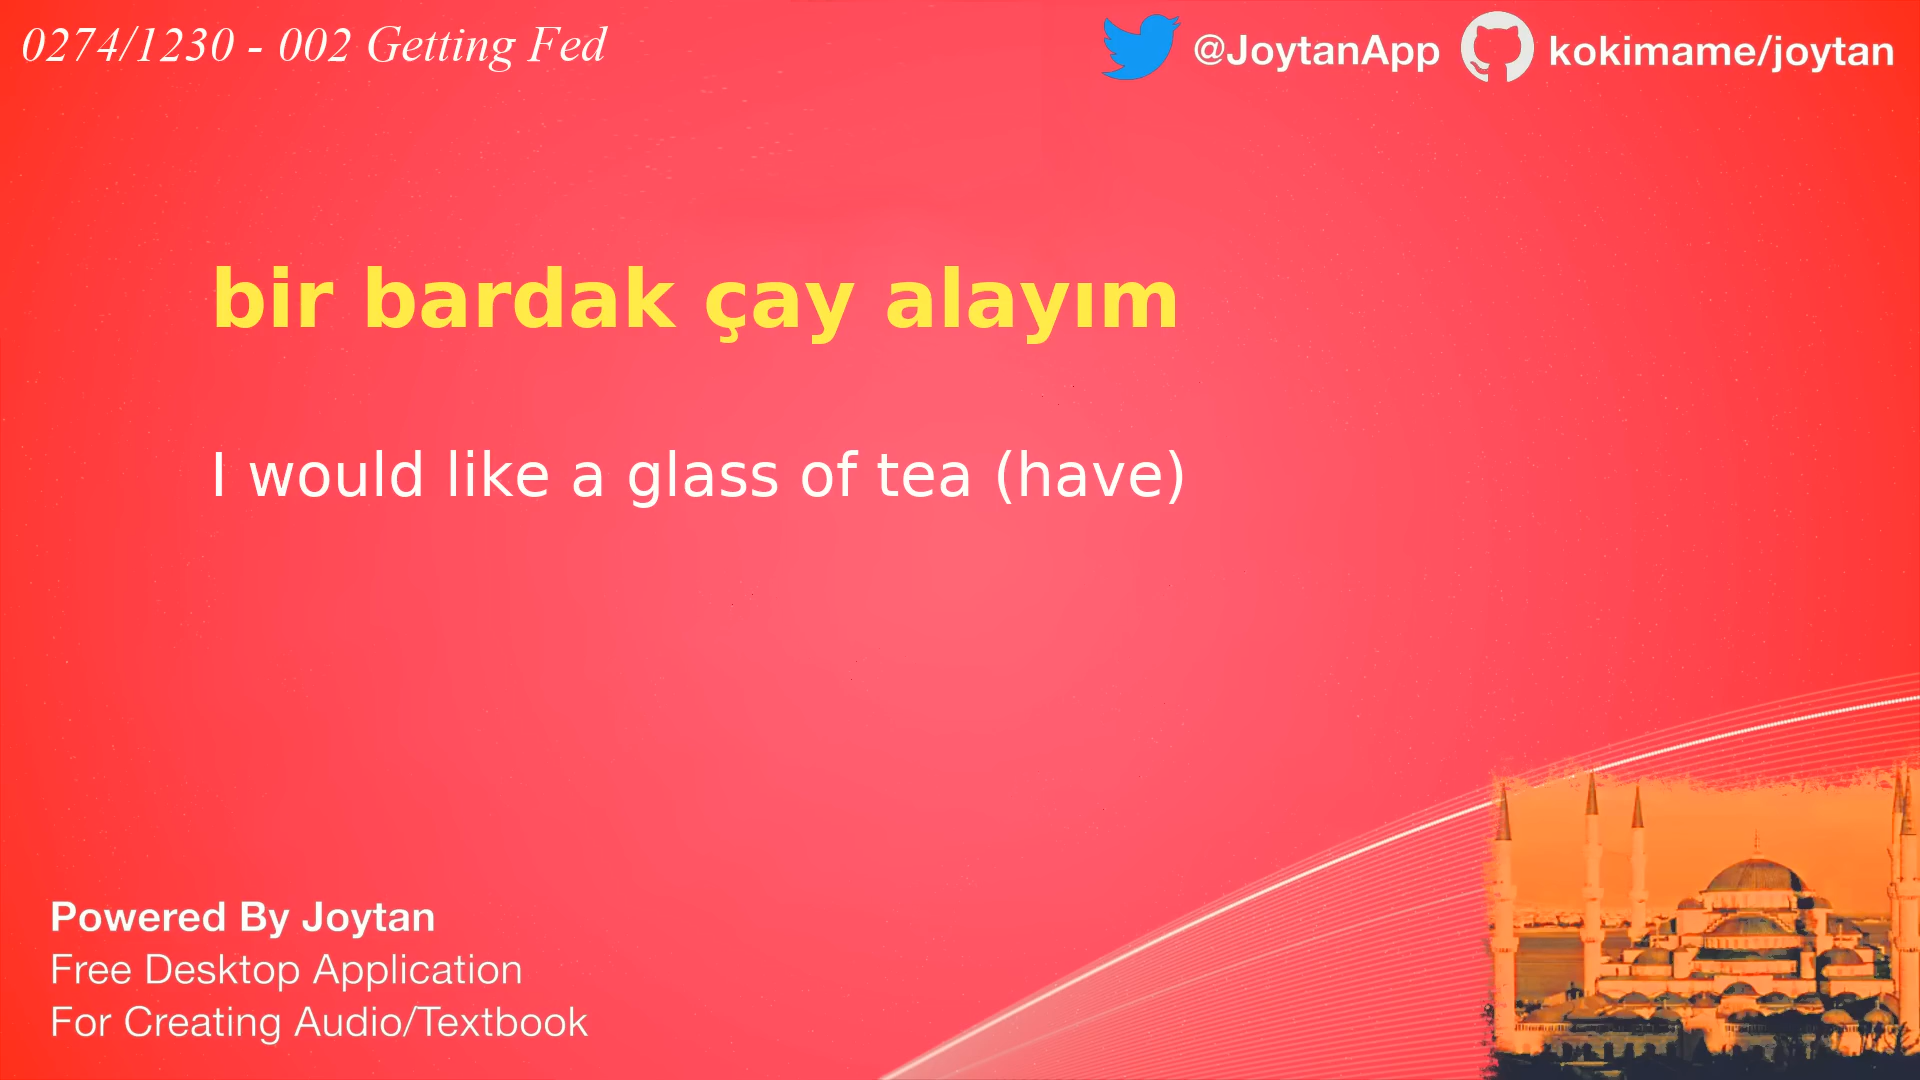 0274/1230 - 002 Getting Fed
@JoytanApp
kokimame/joytan
bir bardak çay alayım
I would like a glass of tea (have)
Powered By Joytan
Free Desktop Application
For Creating Audio/Textbook